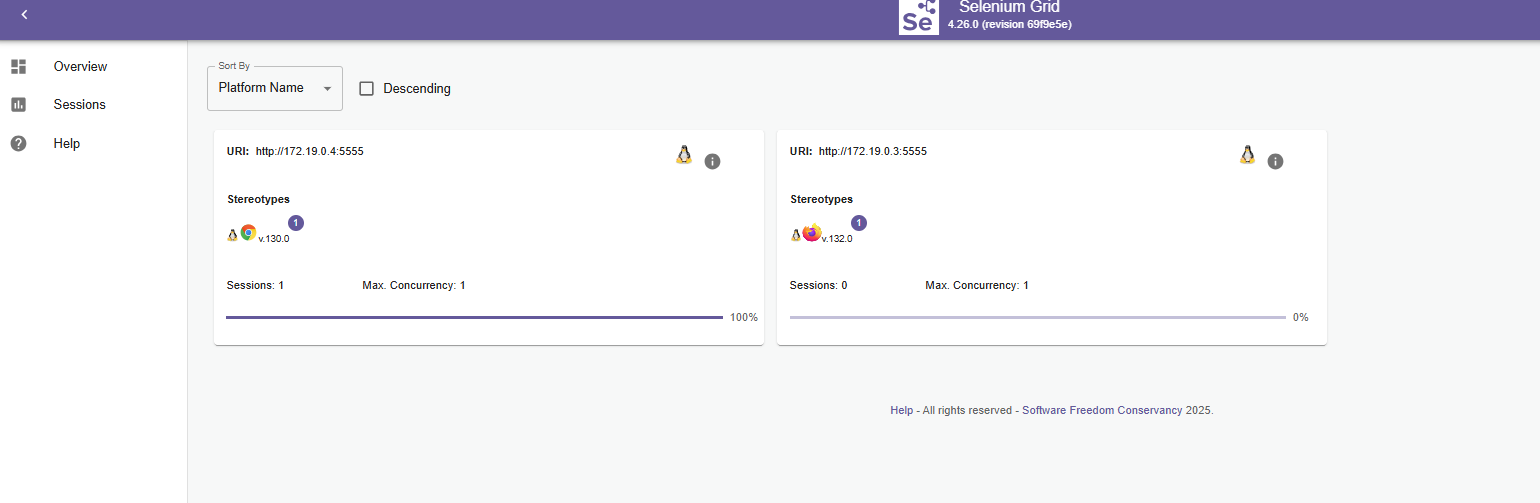 Se
Selenium Grid
4.26.0 (revision 69f9e5e)
Overview
Sessions
Help
Sort By
Platform Name
Descending
URI: http://172.19.0.4:5555
Stereotypes
1
v.130.0
Sessions: 1 Max. Concurrency: 1
100%
URI: http://172.19.0.3:5555
Stereotypes
1
v.132.0
Sessions: 0 Max. Concurrency: 1
0%
Help - All rights reserved - Software Freedom Conservancy 2025.